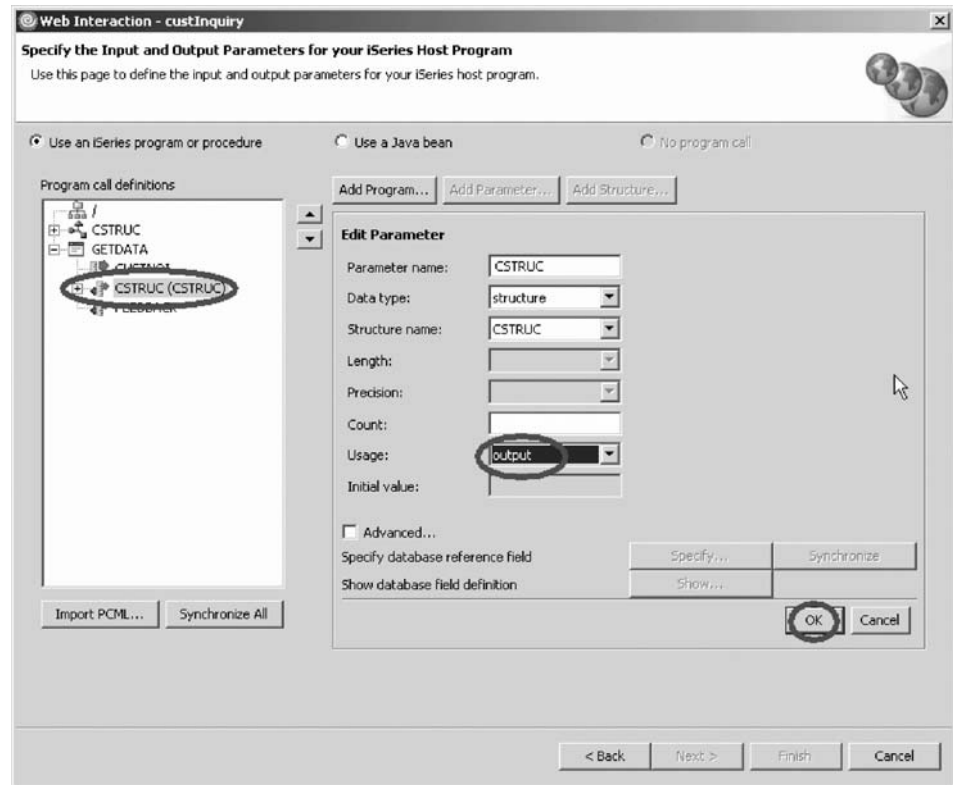 Web Interaction - custInquiry
Specify the Input and Output Parameters for your iSeries Host Program
Use this page to define the input and output parameters for your iSeries host program.
Use an iSeries program or procedure
Use a Java bean
No program call
Program call definitions
Add Program...
Add Parameter...
Add Structure...
/
CSTRUC
GETDATA
CSTRUC (CSTRUC)
FEEDBACK
Import PCML...
Synchronize All
Edit Parameter
Parameter name: CSTRUC
Data type: structure
Structure name: CSTRUC
Length:
Precision:
Count:
Usage: output
Initial value:
Advanced...
Specify database reference field
Specify...
Synchronize
Show database field definition
Show...
OK
Cancel
< Back
Next >
Finish
Cancel